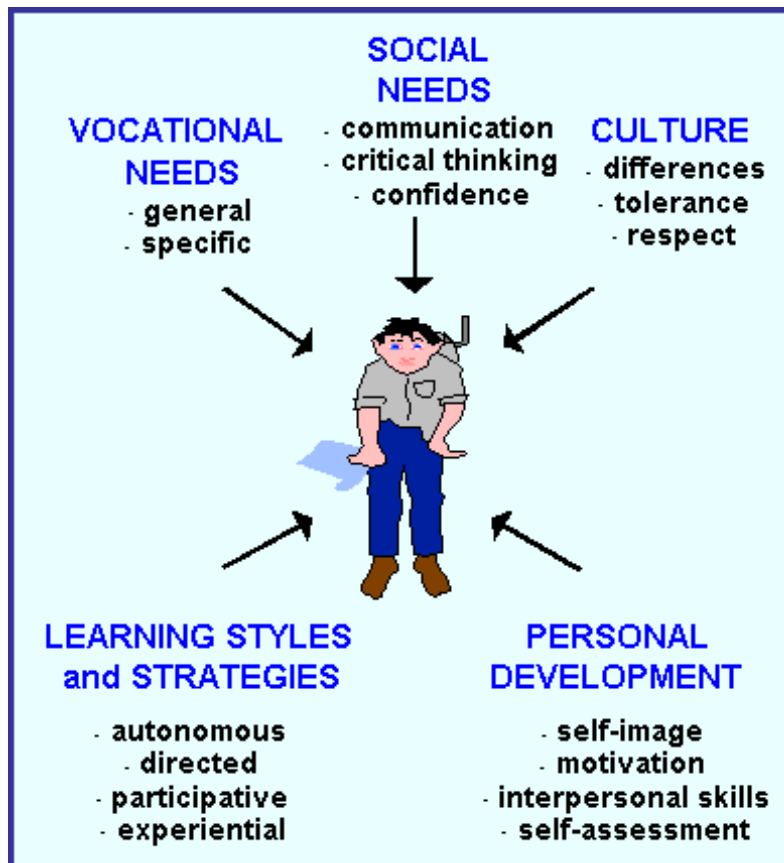 SOCIAL
NEEDS
- communication
- critical thinking
- confidence
VOCATIONAL
NEEDS
- general
- specific
CULTURE
- differences
- tolerance
- respect
LEARNING STYLES
and STRATEGIES
- autonomous
- directed
- participative
- experiential
PERSONAL
DEVELOPMENT
- self-image
- motivation
- interpersonal skills
- self-assessment